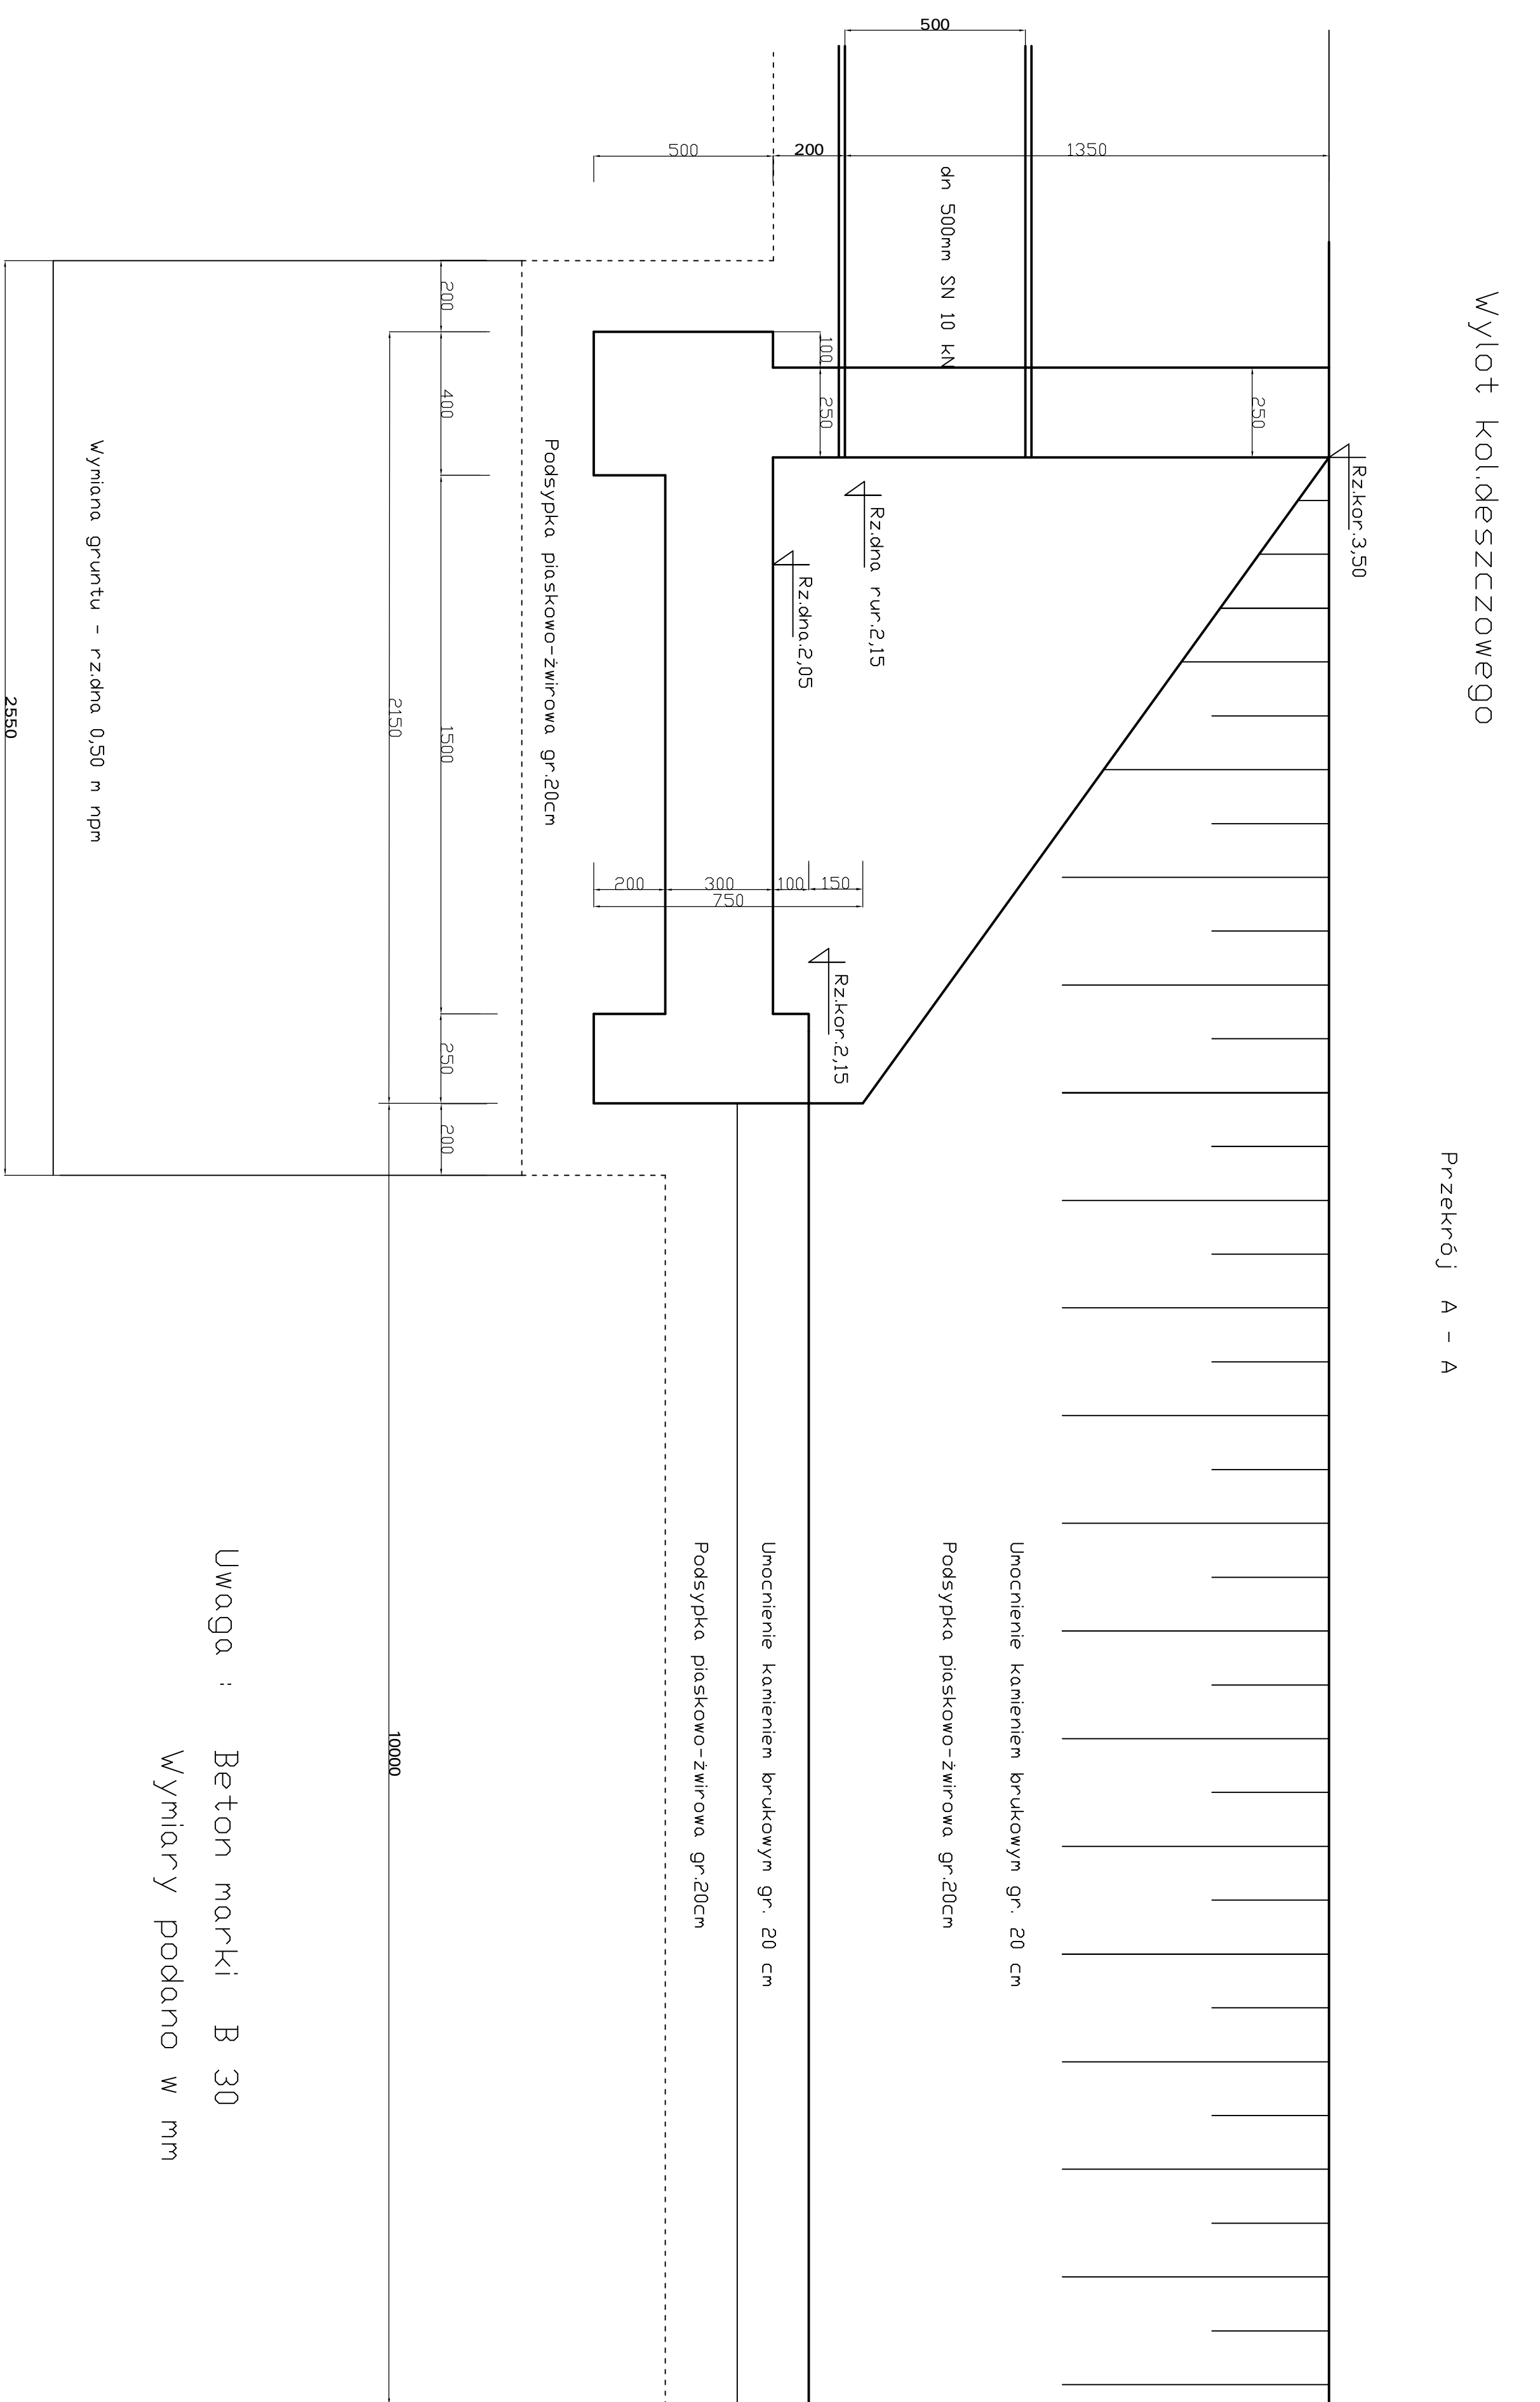 Wylot kol.deszczowego
Przekrój A - A
Rz.kor.3,50
500
1350
200
500
dn 500mm SN 10 kN
250
100
250
Rz.dna rur.2,15
Rz.dna.2,05
Rz.kor.2,15
200
300
100
150
750
Umocnienie kamieniem brukowym gr. 20 cm
Podsypka piaskowo-żwirowa gr.20cm
Umocnienie kamieniem brukowym gr. 20 cm
Podsypka piaskowo-żwirowa gr.20cm
Podsypka piaskowo-żwirowa gr.20cm
200
400
1500
250
200
2150
10000
Wymiana gruntu - rz.dna 0,50 m npm
2550
Uwaga : Beton marki B 30
Wymiary podano w mm